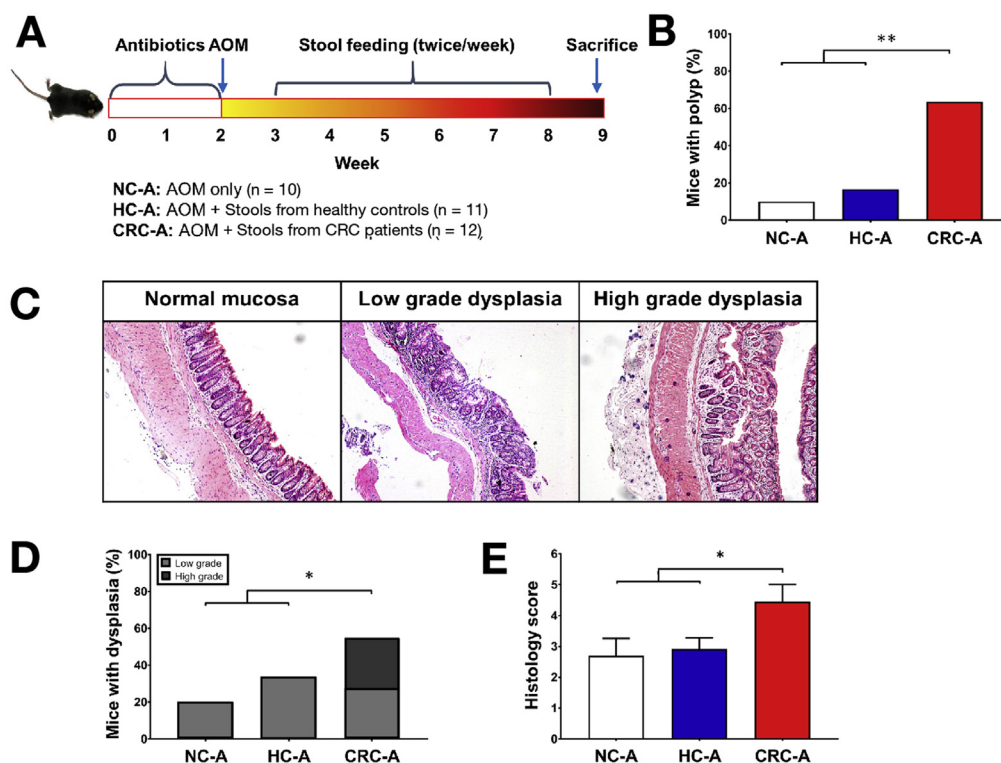 A
Antibiotics AOM
Stool feeding (twice/week)
Sacrifice
0 1 2 3 4 5 6 7 8 9
Week
NC-A: AOM only (n = 10)
HC-A: AOM + Stools from healthy controls (n = 11)
CRC-A: AOM + Stools from CRC patients (n = 12)
B
Mice with polyp (%)
100
80
60
40
20
0
**
NC-A HC-A CRC-A
C
Normal mucosa
Low grade dysplasia
High grade dysplasia
D
Mice with dysplasia (%)
100
80
60
40
20
0
Low grade
High grade
*
NC-A HC-A CRC-A
E
Histology score
6
5
4
3
2
1
0
*
NC-A HC-A CRC-A